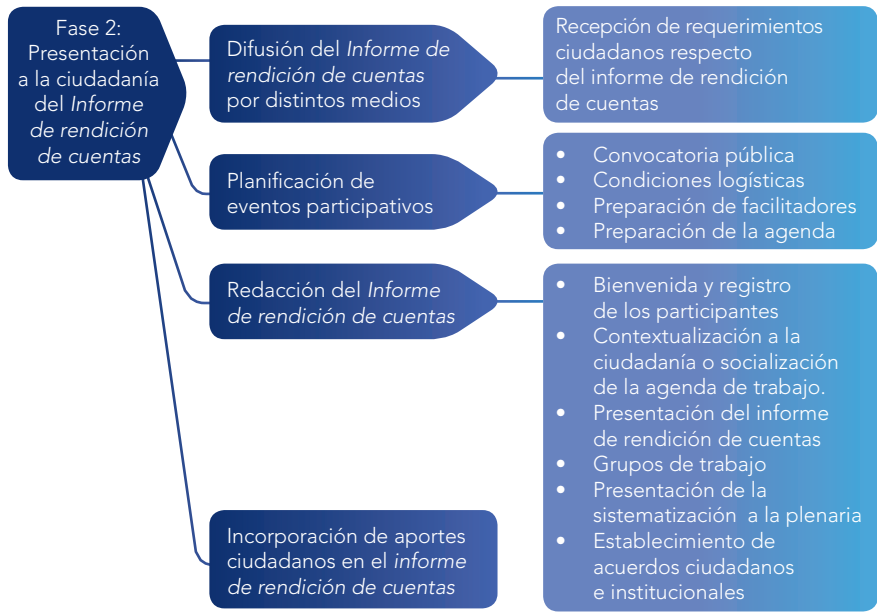 Fase 2:
Presentación
a la ciudadanía
del Informe
de rendición
de cuentas
Difusión del Informe de
rendición de cuentas
por distintos medios
Recepción de requerimientos
ciudadanos respecto
del informe de rendición
de cuentas
Planificación de
eventos participativos
• Convocatoria pública
• Condiciones logísticas
• Preparación de facilitadores
• Preparación de la agenda
Redacción del Informe
de rendición de cuentas
• Bienvenida y registro
de los participantes
• Contextualización a la
ciudadanía o socialización
de la agenda de trabajo.
• Presentación del informe
de rendición de cuentas
• Grupos de trabajo
• Presentación de la
sistematización a la plenaria
• Establecimiento de
acuerdos ciudadanos
e institucionales
Incorporación de aportes
ciudadanos en el informe
de rendición de cuentas